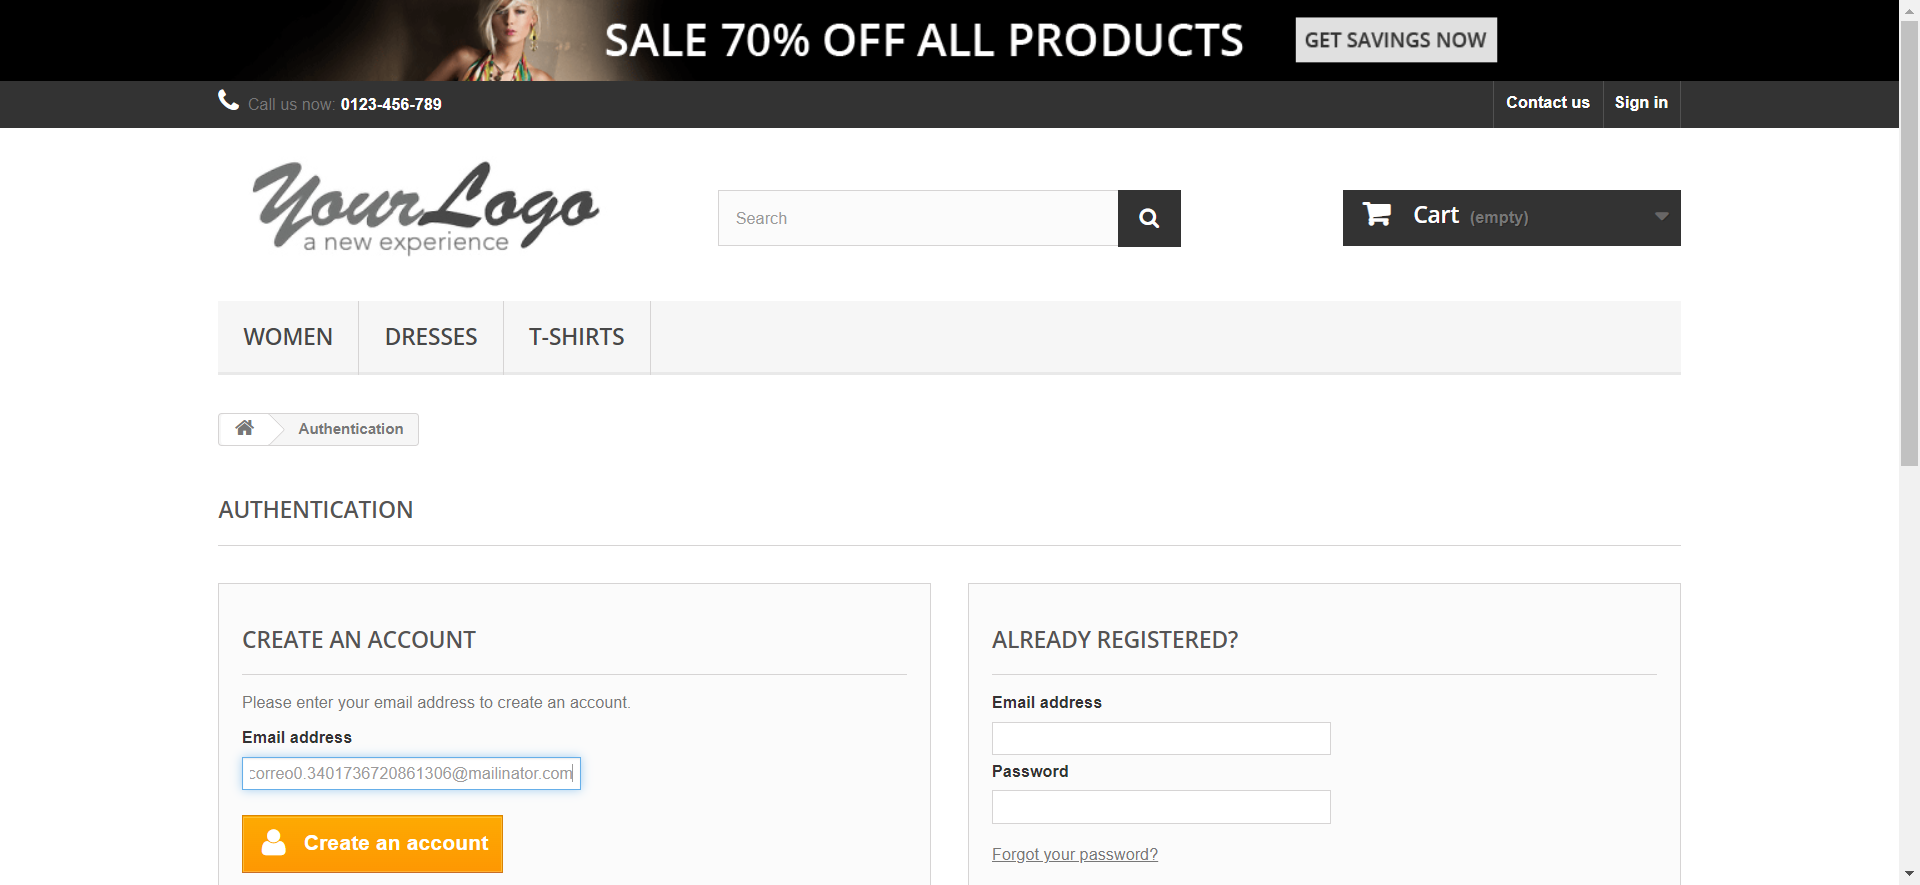 SALE 70% OFF ALL PRODUCTS GET SAVINGS NOW
Call us now: 0123-456-789 Contact us Sign in
YourLogo
a new experience
Search
Cart (empty)
WOMEN DRESSES T-SHIRTS
Authentication
AUTHENTICATION
CREATE AN ACCOUNT
Please enter your email address to create an account.
Email address
correo0.3401736720861306@mailinator.com
Create an account
ALREADY REGISTERED?
Email address
Password
Forgot your password?